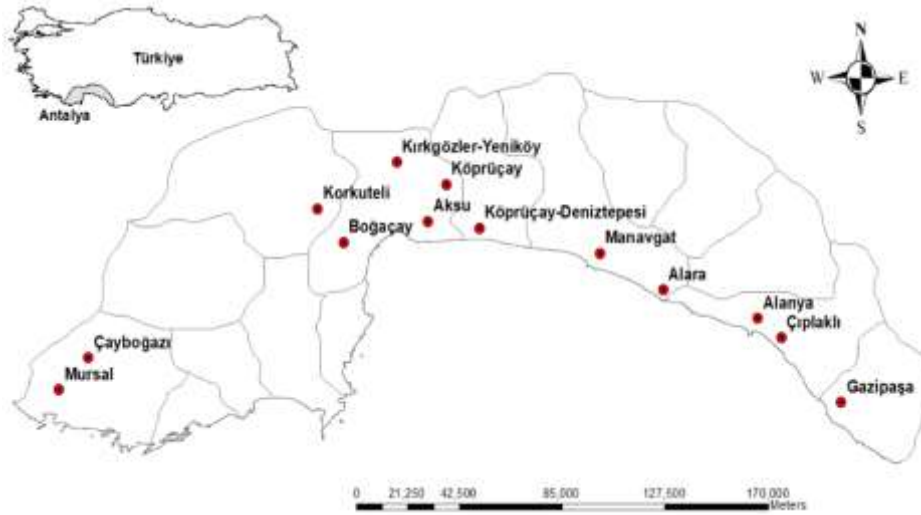 Türkiye
Antalya
N
W E
S
Kırkgözler-Yeniköy
Köprüçay
Korkuteli
Aksu
Köprüçay-Deniztepesi
Boğaçay
Manavgat
Alara
Alanya
Çıplaklı
Çayboğazı
Mursal
Gazipaşa
0 21,250 42,500 85,000 127,500 170,000
Meters